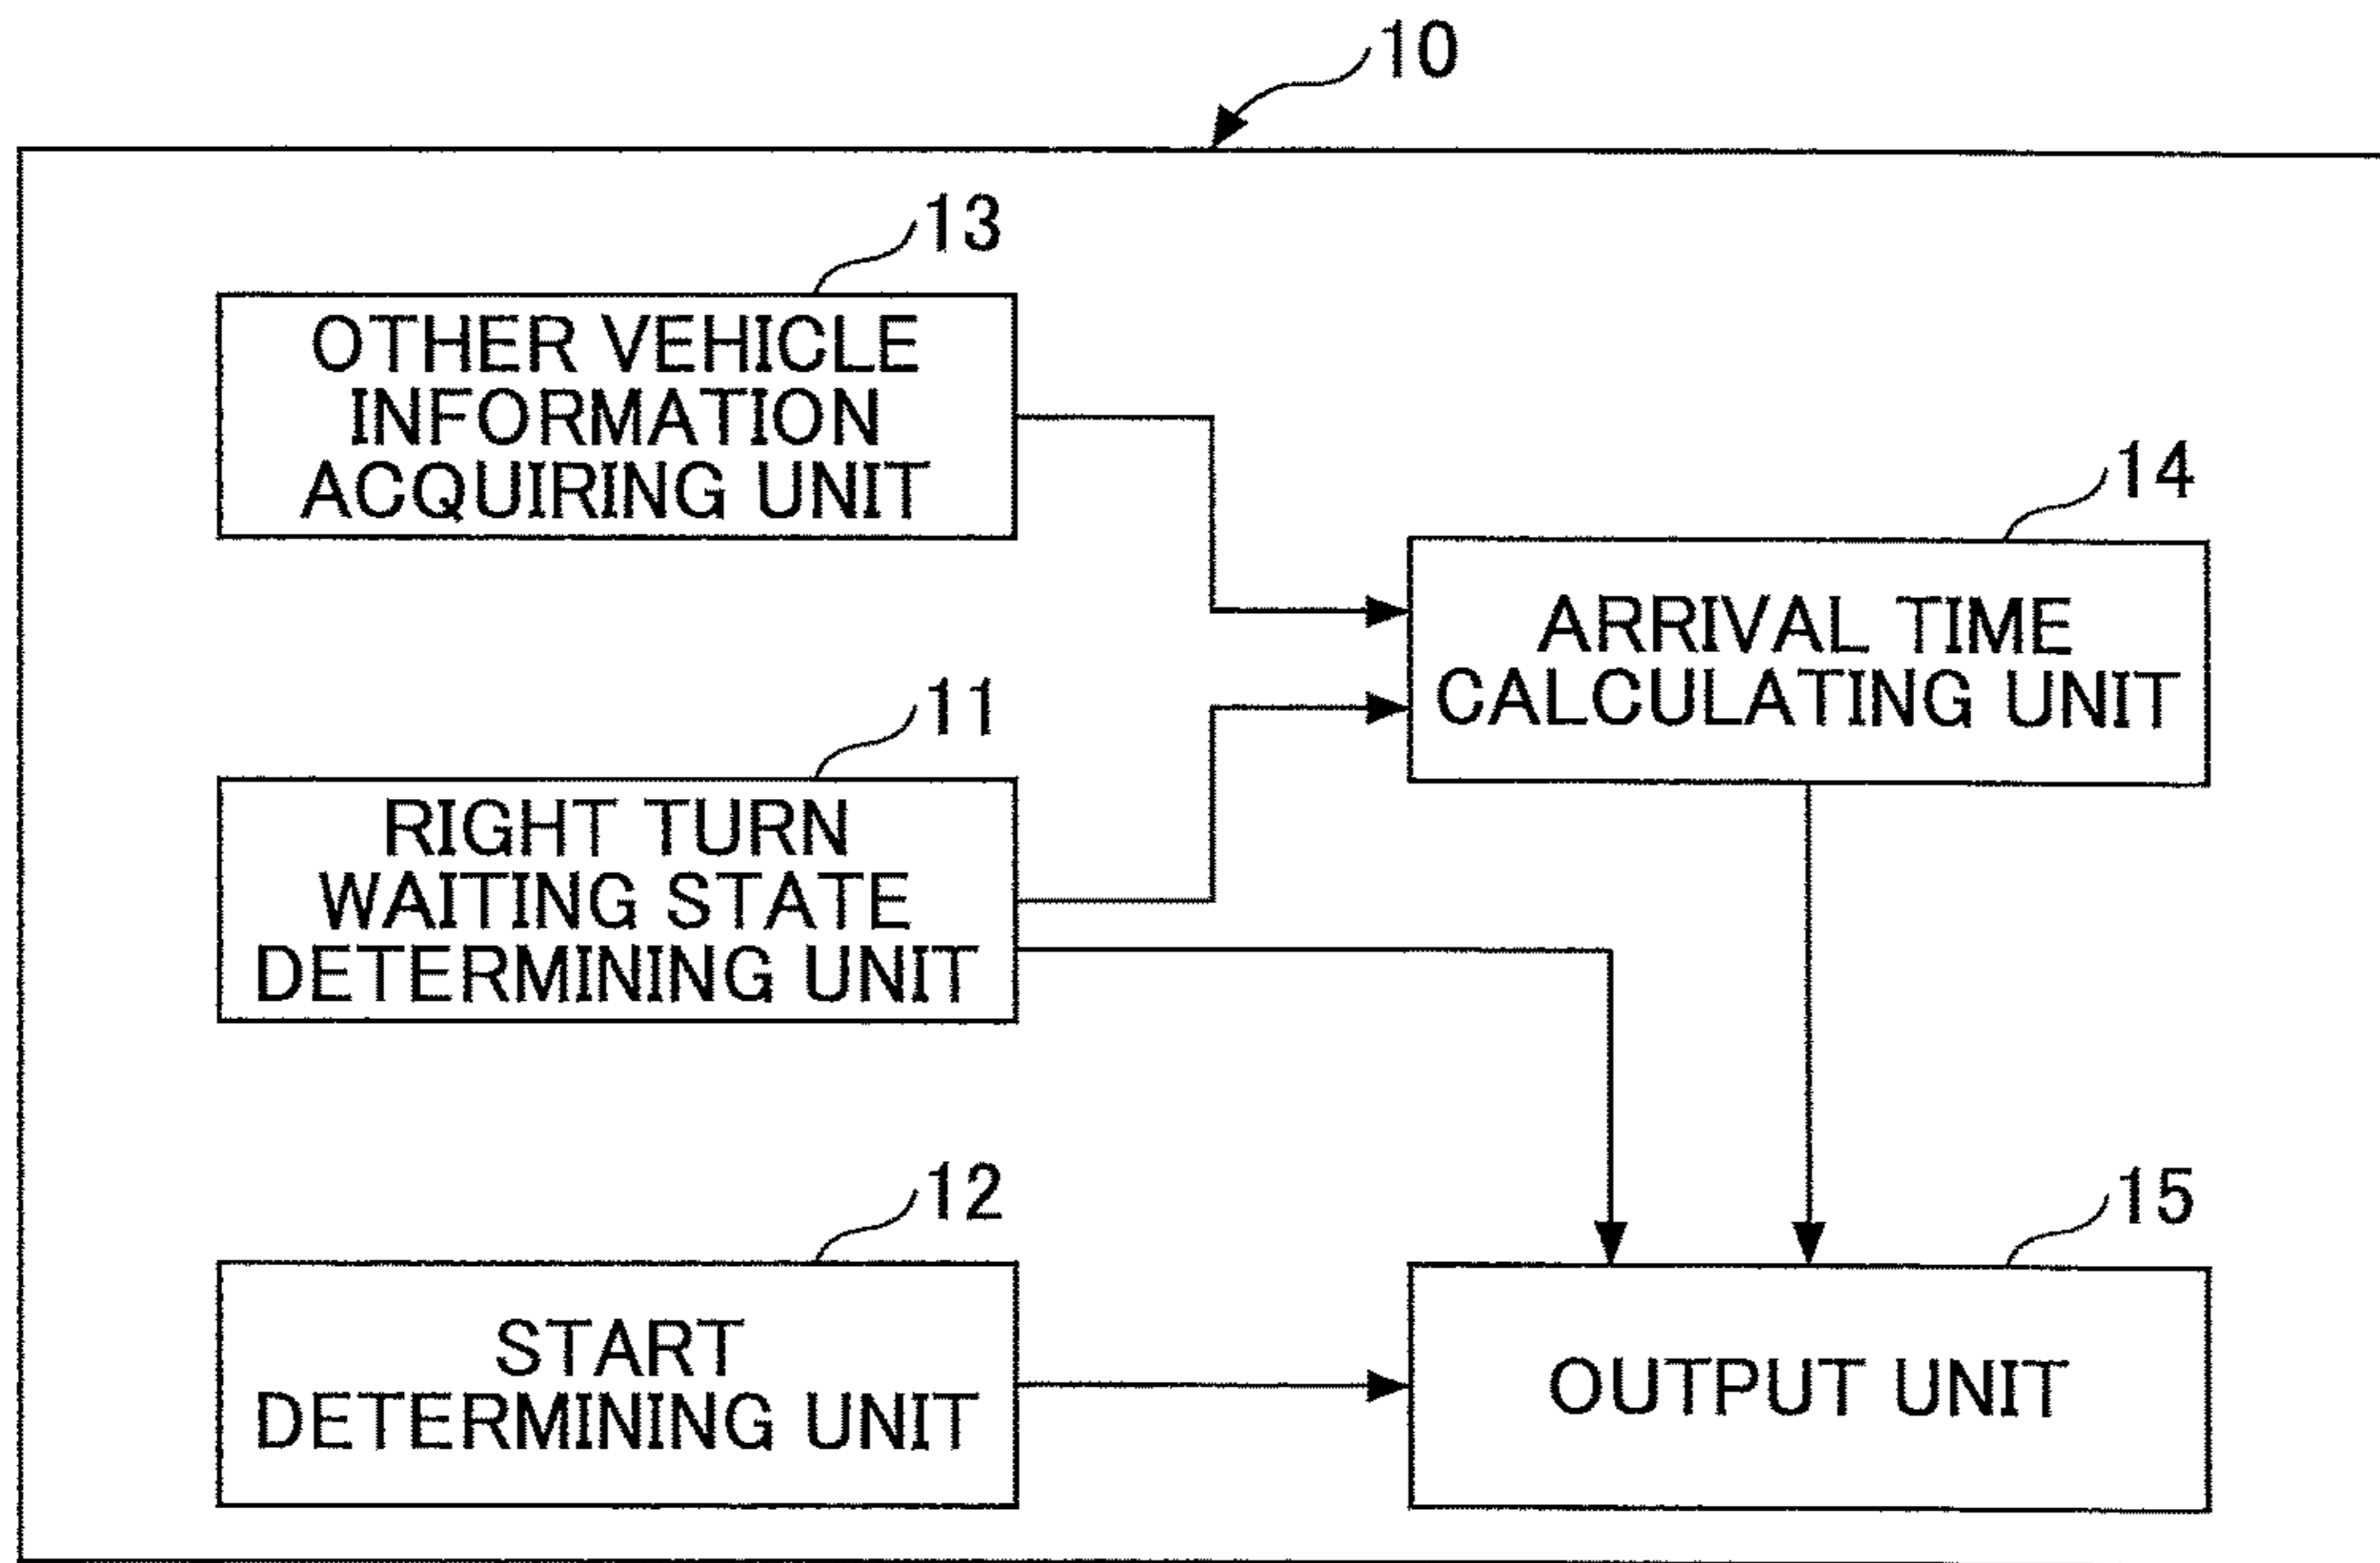 10
13
OTHER VEHICLE
INFORMATION
ACQUIRING UNIT
14
ARRIVAL TIME
CALCULATING UNIT
11
RIGHT TURN
WAITING STATE
DETERMINING UNIT
12
START
DETERMINING UNIT
15
OUTPUT UNIT